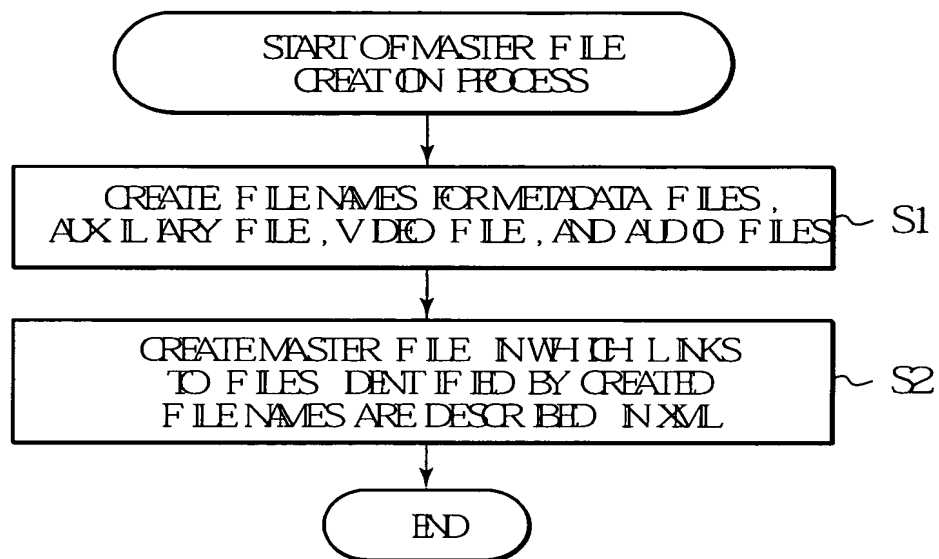 START OF MASTER FILE
CREATION PROCESS
CREATE FILE NAMES FOR METADATA FILES,
AUXILIARY FILE, VIDEO FILE, AND AUDIO FILES
S1
CREATE MASTER FILE IN WHICH LINKS
TO FILES IDENTIFIED BY CREATED
FILE NAMES ARE DESCRIBED IN XML
S2
END